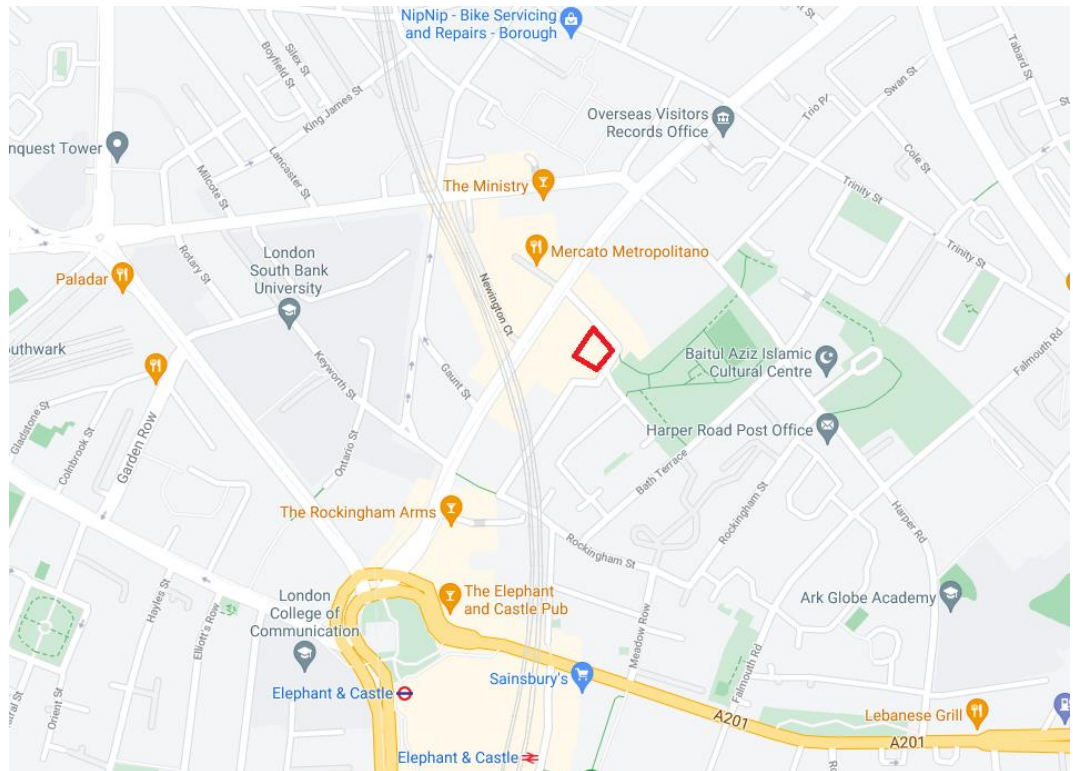 NipNip - Bike Servicing
and Repairs - Borough
Silex St
Boyfield St
King James St
Tabard St
Swan St
Trio Pl
Overseas Visitors
Records Office
nquest Tower
Lancaster St
Milcote St
Cole St
The Ministry
Trinity St
Mercato Metropolitano
Trinity St
London
South Bank
University
Rotary St
Paladar
Newington Ct
outhwark
Baitul Aziz Islamic
Cultural Centre
Falmouth Rd
Keyworth St
Gaunt St
Gladstone St
Colnbrook St
Garden Row
Ontario St
Harper Road Post Office
Bath Terrace
Rockingham St
Harper Rd
The Rockingham Arms
Rockingham St
London
College of
Communication
The Elephant
and Castle Pub
Ark Globe Academy
Hayles St
Elliott's Row
Meadow Row
Sainsbury's
Falmouth Rd
Elephant & Castle
Orient St
tral St
A201
Lebanese Grill
A201
Elephant & Castle